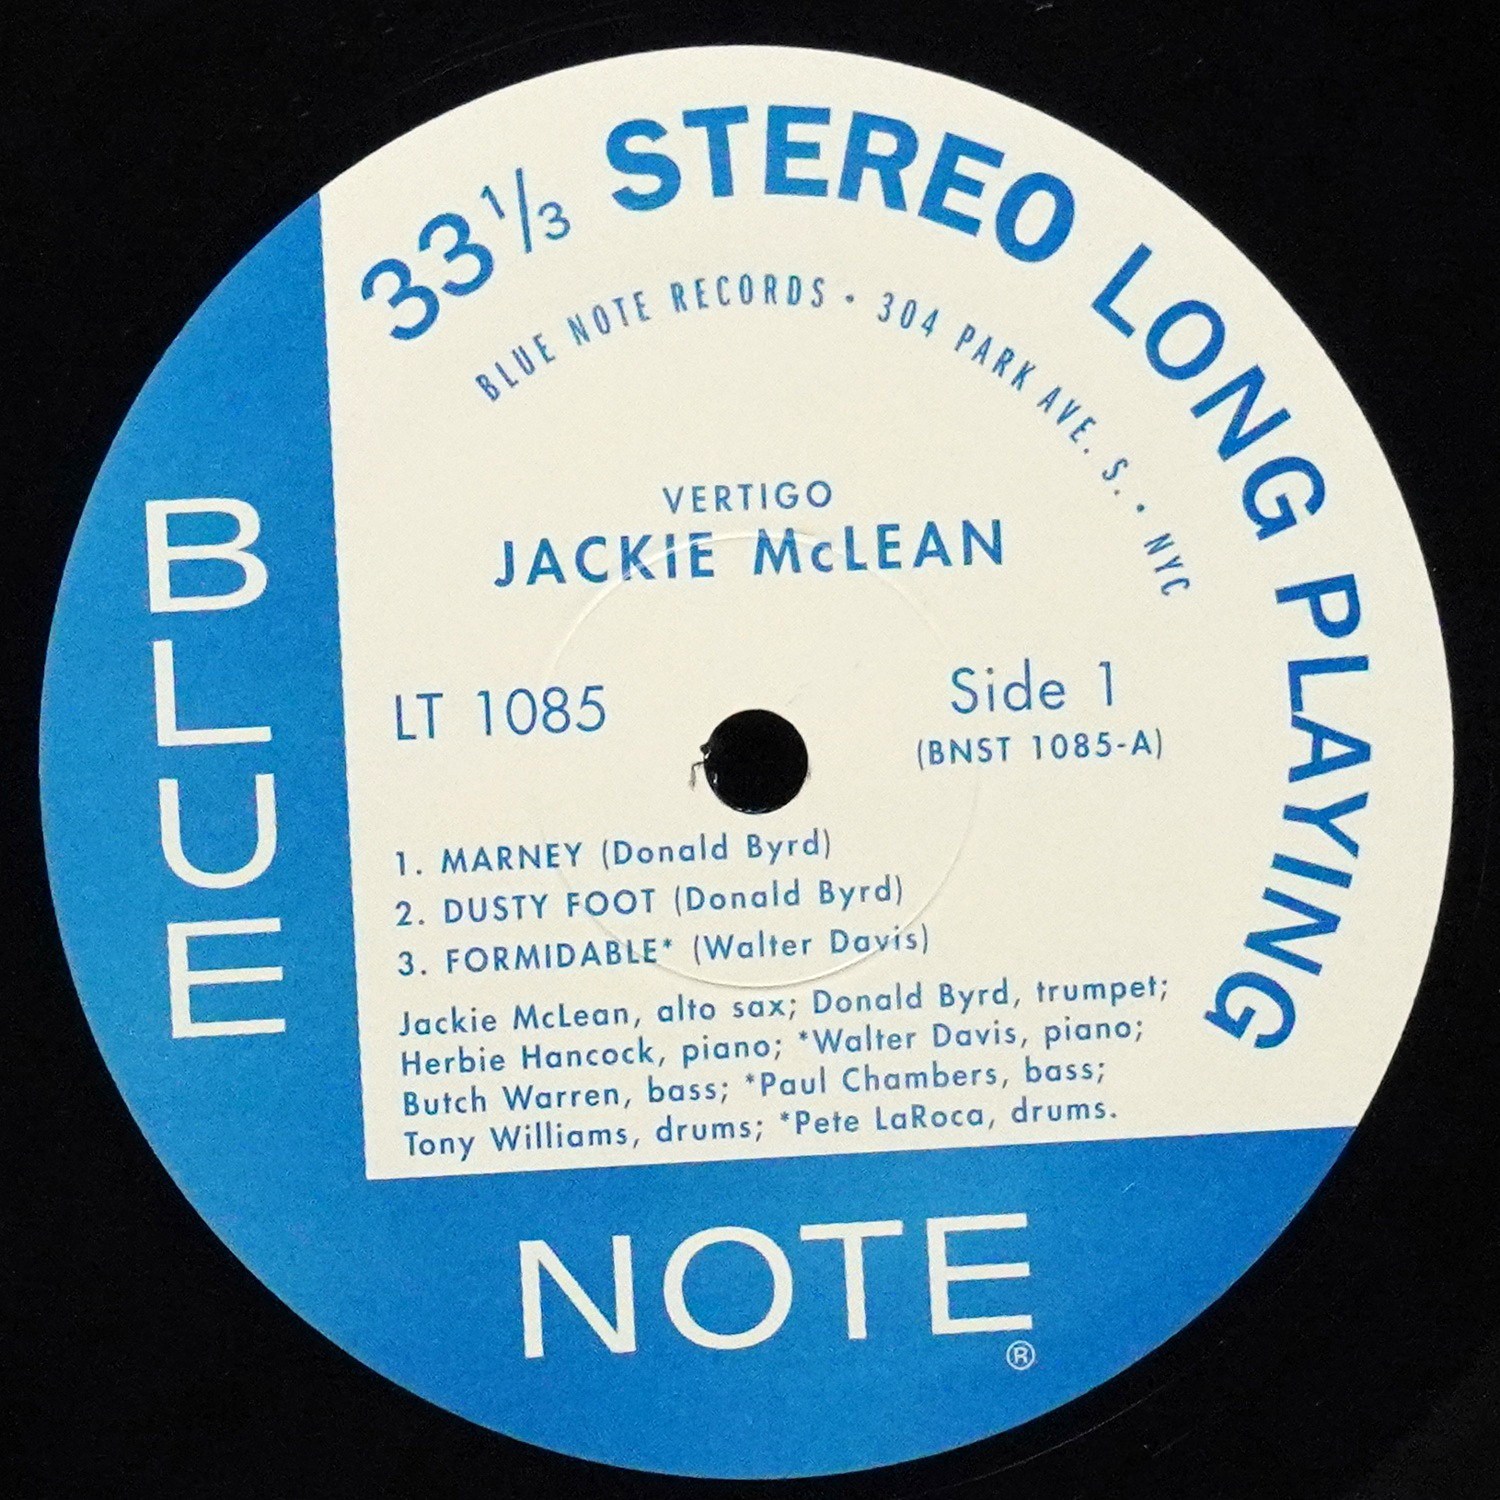 33 1/3 STEREO LONG PLAYING
BLUE NOTE RECORDS · 304 PARK AVE. S. · NYC
VERTIGO
JACKIE McLEAN
LT 1085
Side 1
(BNST 1085-A)
1. MARNEY (Donald Byrd)
2. DUSTY FOOT (Donald Byrd)
3. FORMIDABLE* (Walter Davis)
Jackie McLean, alto sax; Donald Byrd, trumpet;
Herbie Hancock, piano; *Walter Davis, piano;
Butch Warren, bass; *Paul Chambers, bass;
Tony Williams, drums; *Pete LaRoca, drums.
BLUE
NOTE
®